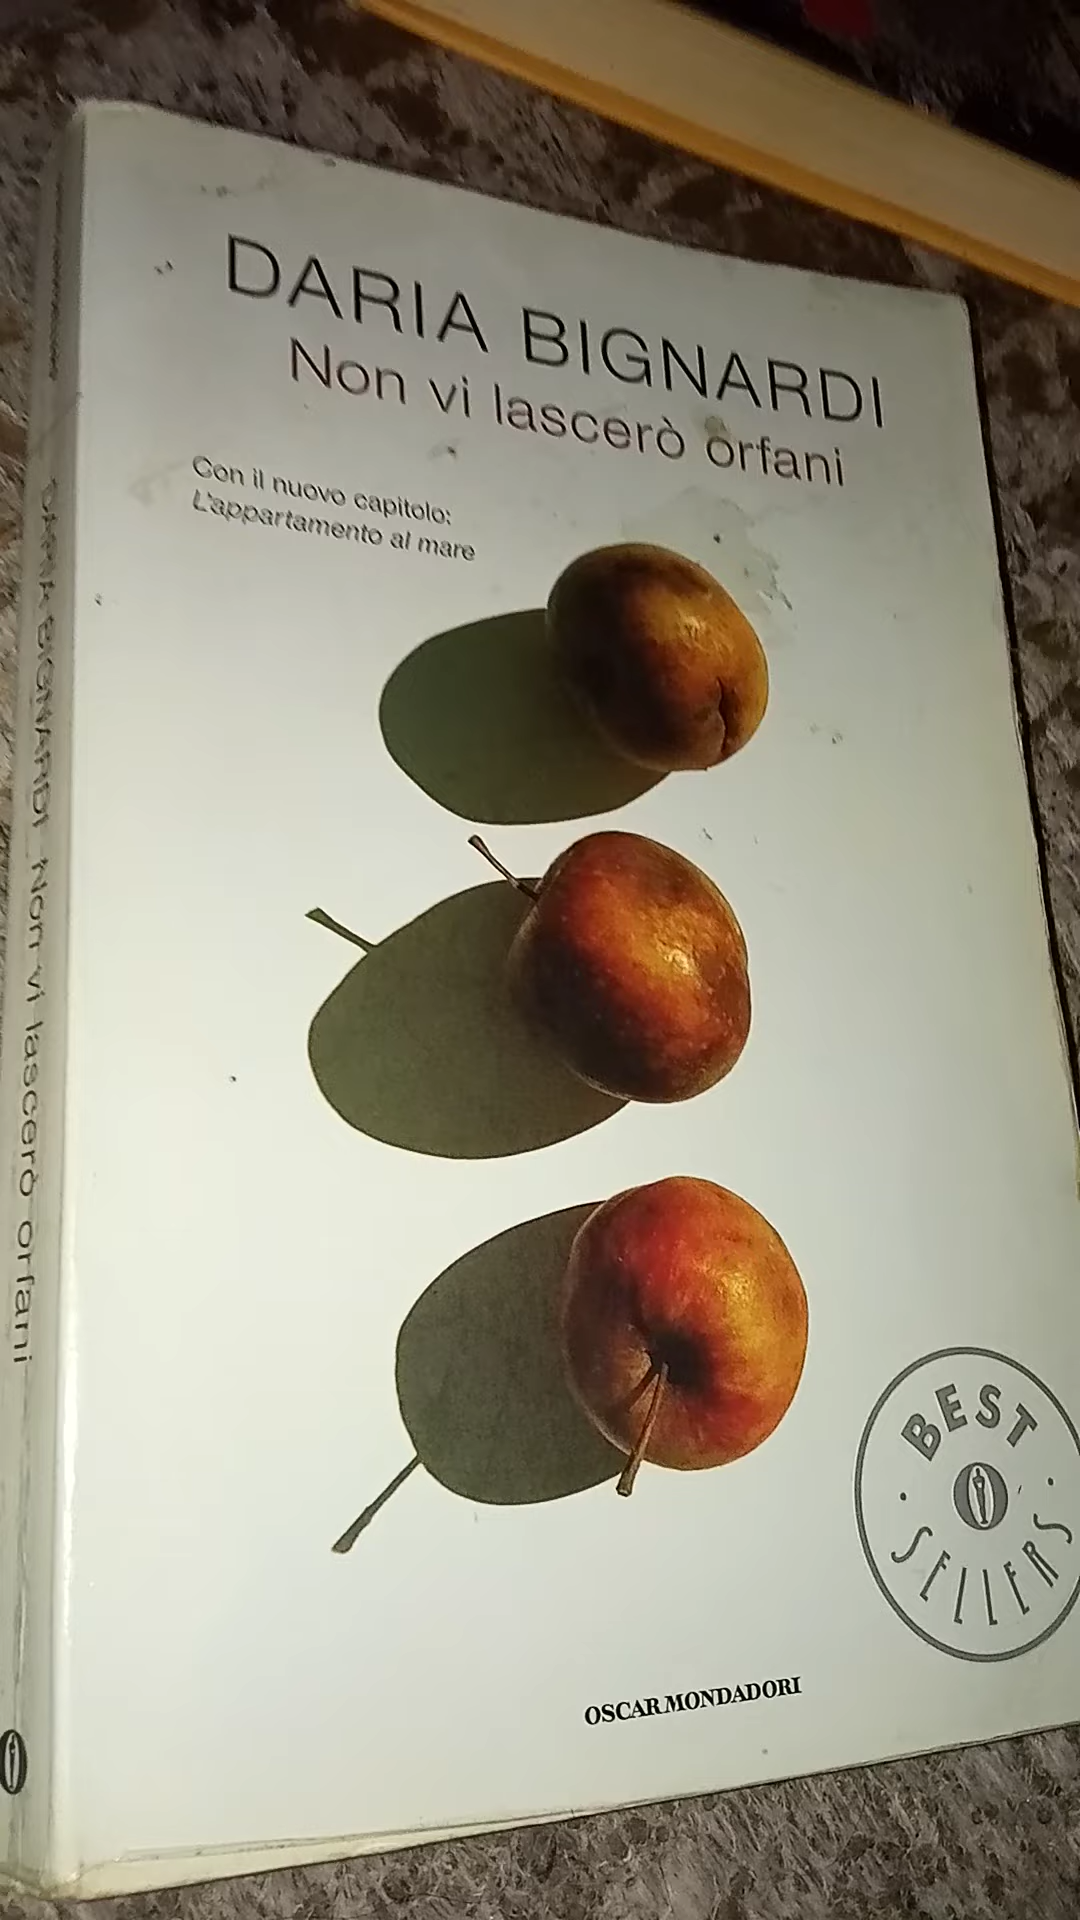 DARIA BIGNARDI
Non vi lascerò orfani
Con il nuovo capitolo:
L'appartamento al mare
BEST
SELLERS
OSCAR MONDADORI
DARIA BIGNARDI Non vi lascerò orfani